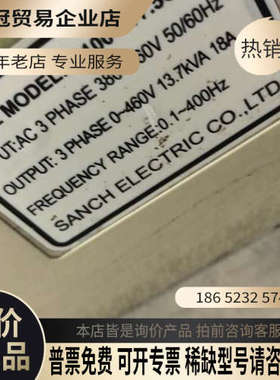 冠贸易企业店
年老店 专业服务
热销
MODEL
UT:AC 3 PHASE 380 60V 50/60Hz
OUTPUT: 3 PHASE 0~460V 13.7kVA 18A
FREQUENCY RANGE:0.1~400Hz
SANCH ELECTRIC CO.,LTD
价
品
186 5232 574
本店皆是询价产品 拍前咨询客服
普票免费 可开专票 稀缺型号请咨